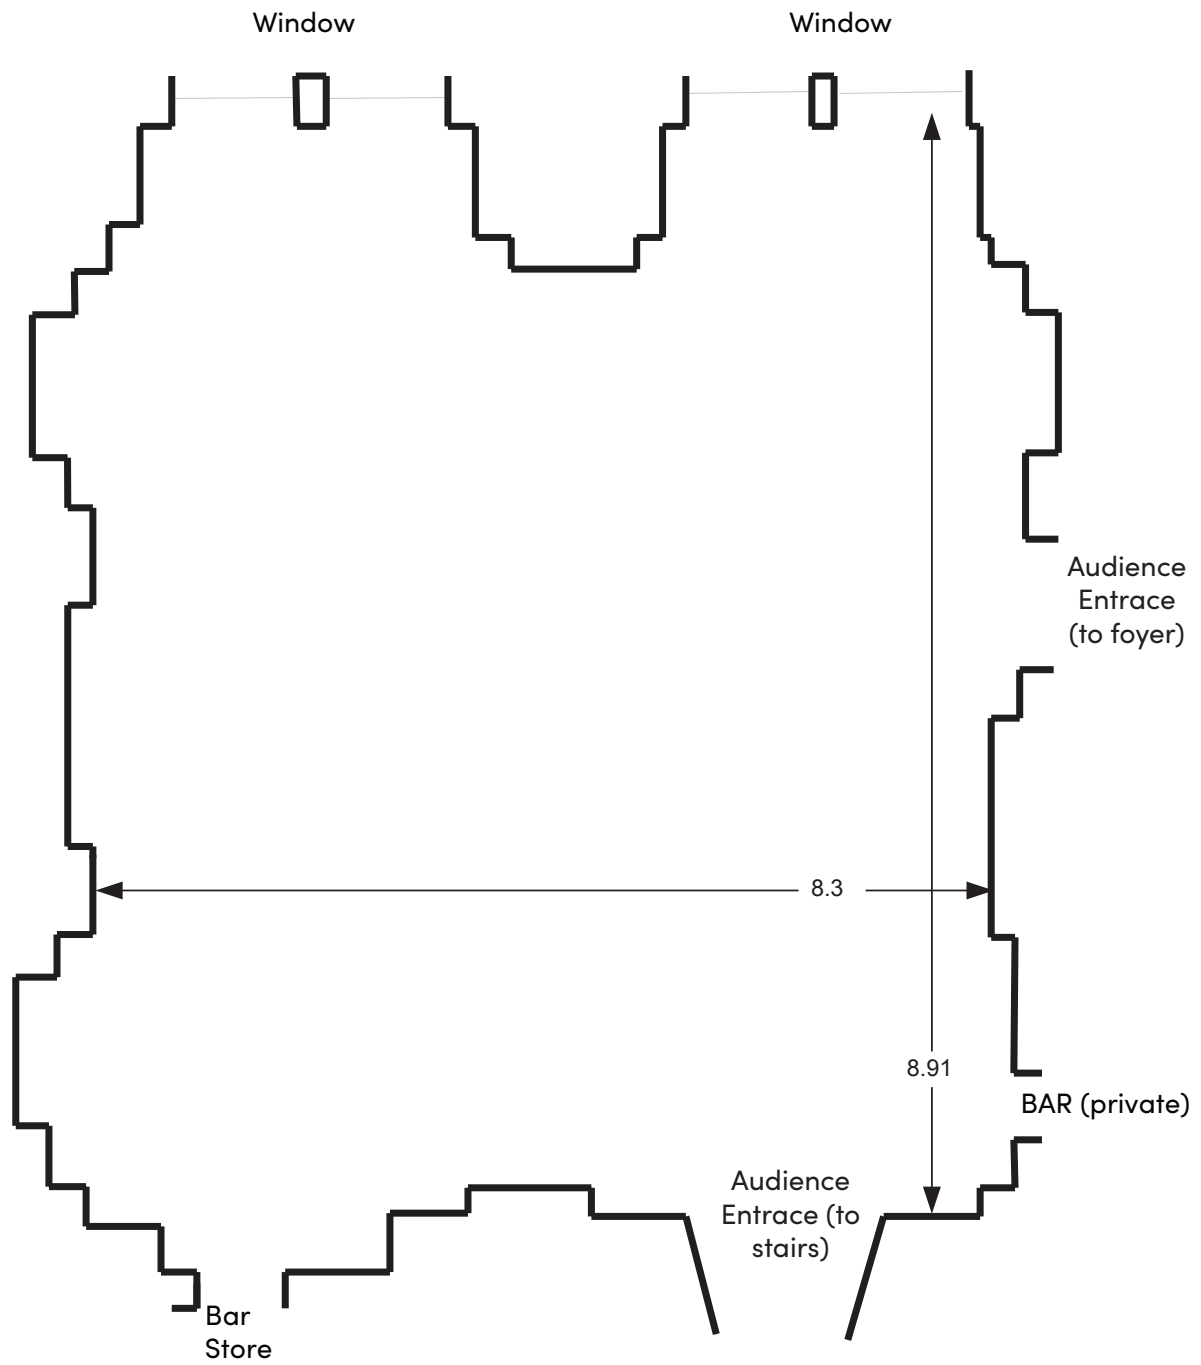 Window
Window
Audience
Entrace
(to foyer)
8.3
8.91
BAR (private)
Audience
Entrace (to
stairs)
Bar
Store